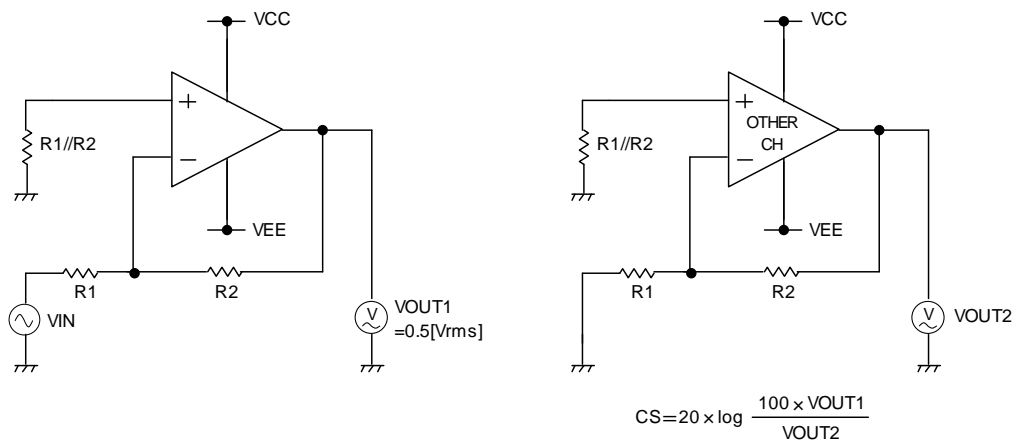 VCC
+
R1//R2
−
VEE
R1
R2
VIN
V
VOUT1
=0.5[Vrms]
VCC
+
OTHER
CH
R1//R2
−
VEE
R1
R2
V
VOUT2
CS=20×log 100×VOUT1
VOUT2